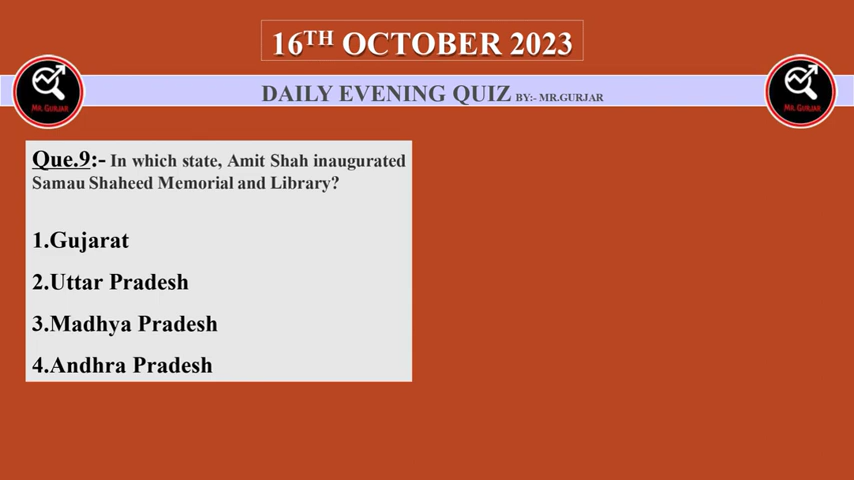 16TH OCTOBER 2023
DAILY EVENING QUIZ BY:- MR.GURJAR
MR.GURJAR
MR.GURJAR
Que.9:- In which state, Amit Shah inaugurated
Samau Shaheed Memorial and Library?
1.Gujarat
2.Uttar Pradesh
3.Madhya Pradesh
4.Andhra Pradesh